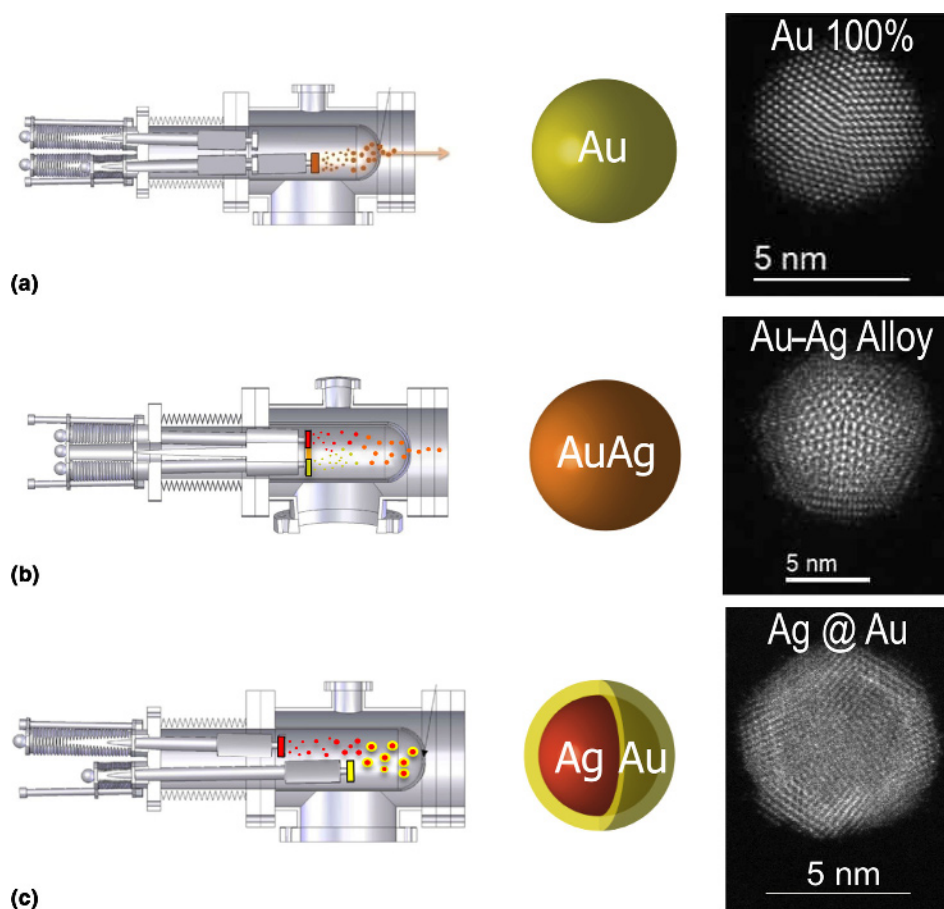 Au 100%
Au
5 nm
(a)
Au–Ag Alloy
AuAg
5 nm
(b)
Ag @ Au
Ag Au
5 nm
(c)